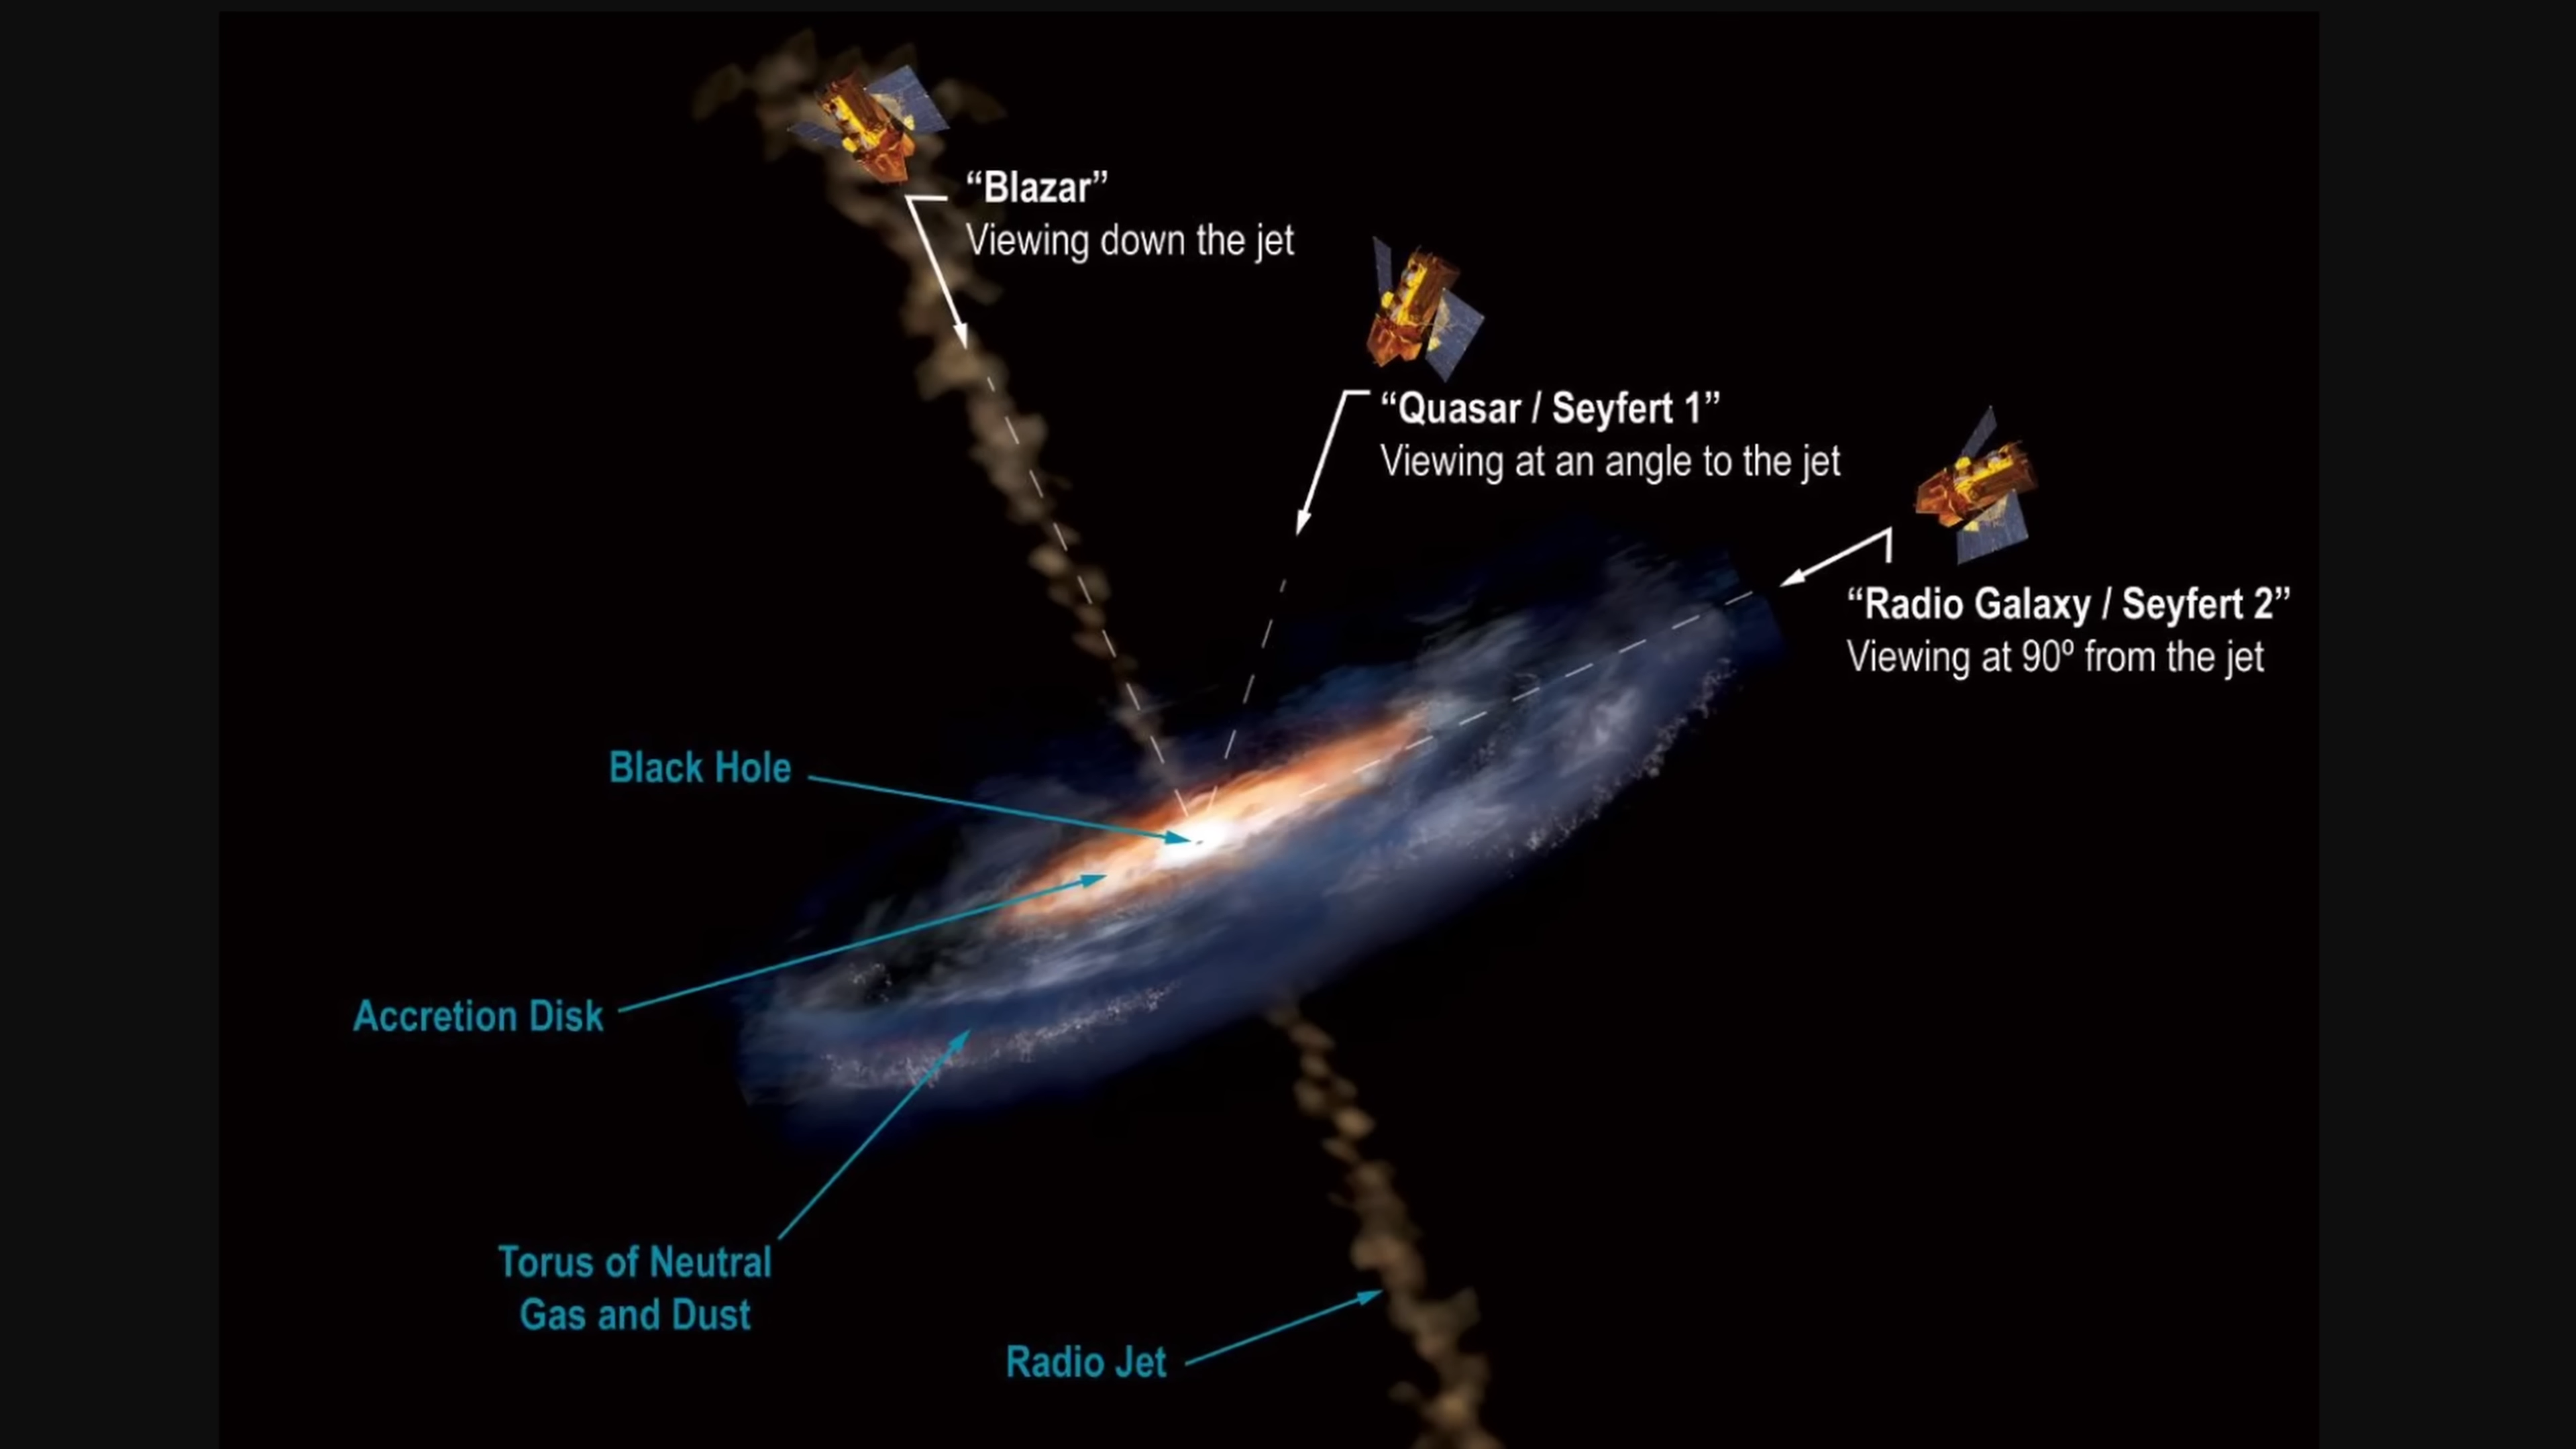 “Blazar”
Viewing down the jet
“Quasar / Seyfert 1”
Viewing at an angle to the jet
“Radio Galaxy / Seyfert 2”
Viewing at 90º from the jet
Black Hole
Accretion Disk
Torus of Neutral
Gas and Dust
Radio Jet